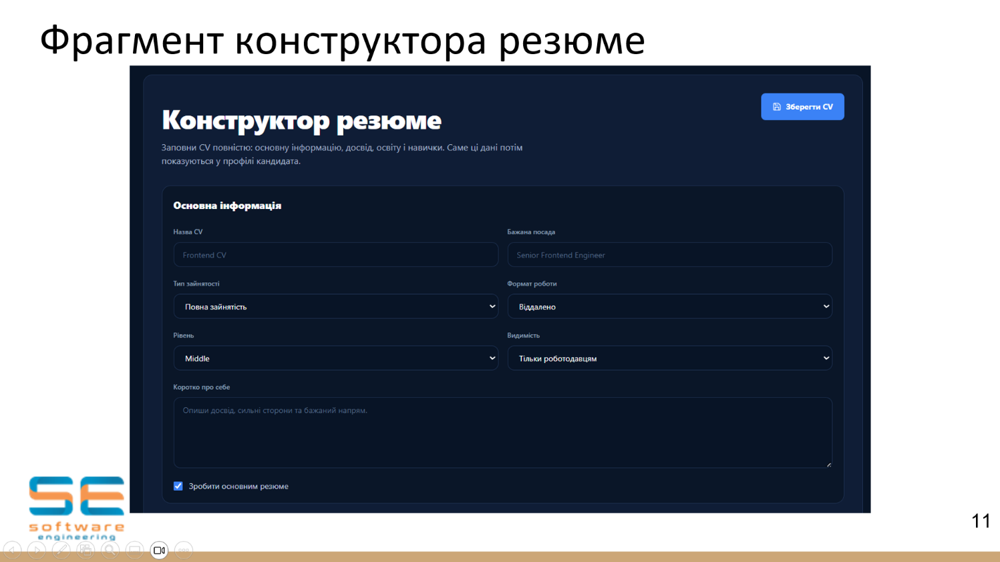 Фрагмент конструктора резюме
Зберегти CV
Конструктор резюме
Заповни CV повністю: основну інформацію, досвід, освіту і навички. Саме ці дані потім
показуються у профілі кандидата.
Основна інформація
Назва CV
Бажана посада
Frontend CV
Senior Frontend Engineer
Тип зайнятості
Формат роботи
Повна зайнятість
Віддалено
Рівень
Видимість
Middle
Тільки роботодавцям
Коротко про себе
Опиши досвід, сильні сторони та бажаний напрям.
Зробити основним резюме
SE
software
engineering
11